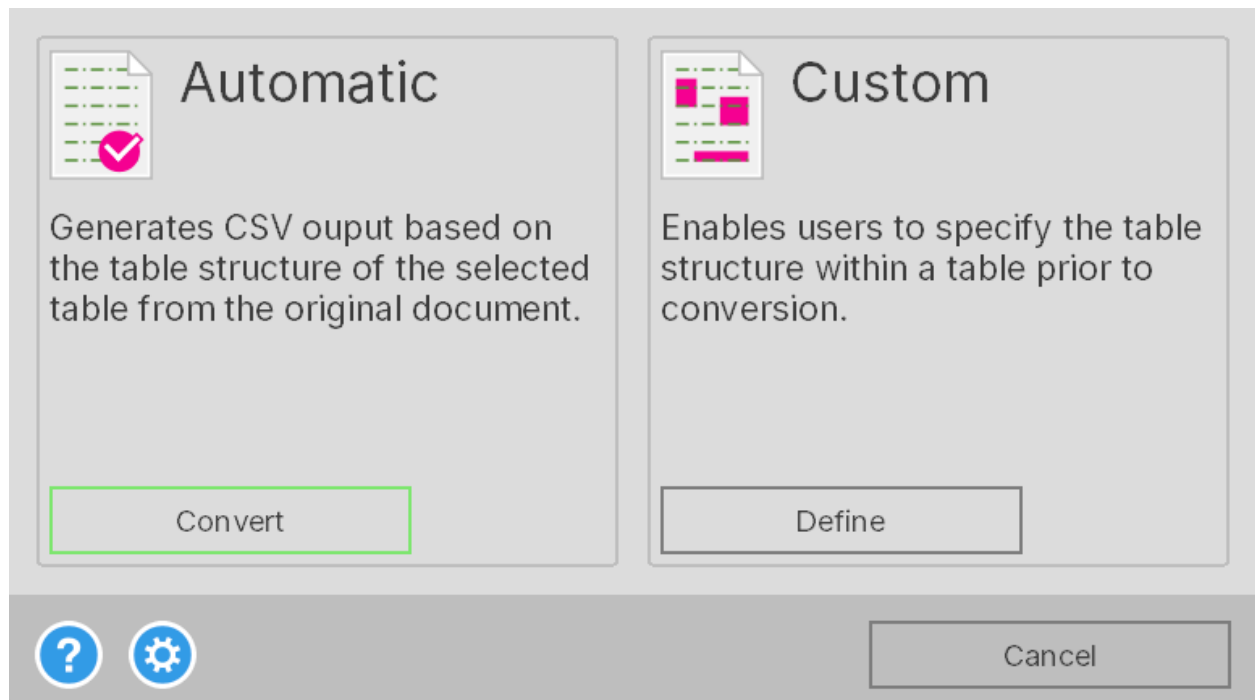 Automatic
Generates CSV ouput based on
the table structure of the selected
table from the original document.
Convert
Custom
Enables users to specify the table
structure within a table prior to
conversion.
Define
?
Cancel